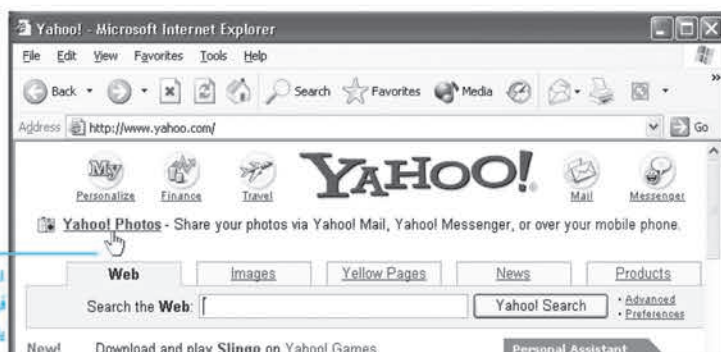 Yahoo! - Microsoft Internet Explorer
File Edit View Favorites Tools Help
Back Search Favorites Media
Address http://www.yahoo.com/ Go
My YAHOO!
Personalize Finance Travel Mail Messenger
Yahoo! Photos - Share your photos via Yahoo! Mail, Yahoo! Messenger, or over your mobile phone.
Web Images Yellow Pages News Products
Search the Web: Yahoo! Search · Advanced
· Preferences
New! Download and play Slingo on Yahoo! Games Personal Assistant